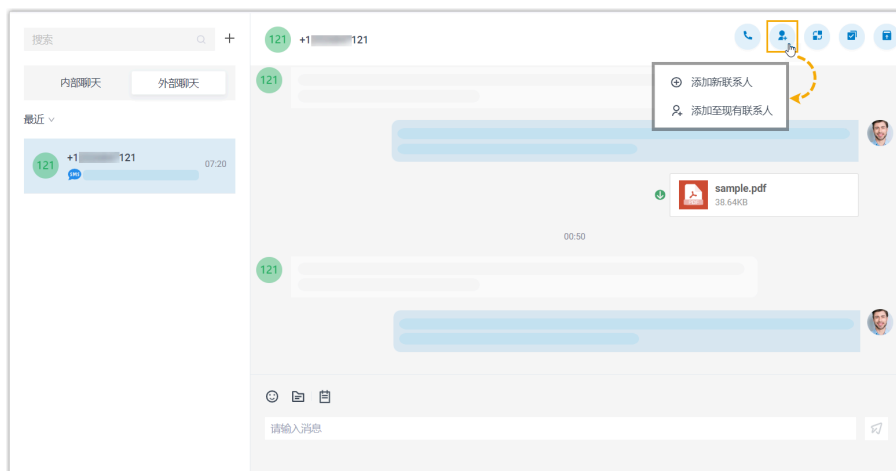 搜索
内部聊天
外部聊天
最近
121
+1 121
07:20
SMS
121
+1 121
添加新联系人
添加至现有联系人
121
sample.pdf
38.64KB
00:50
121
请输入消息